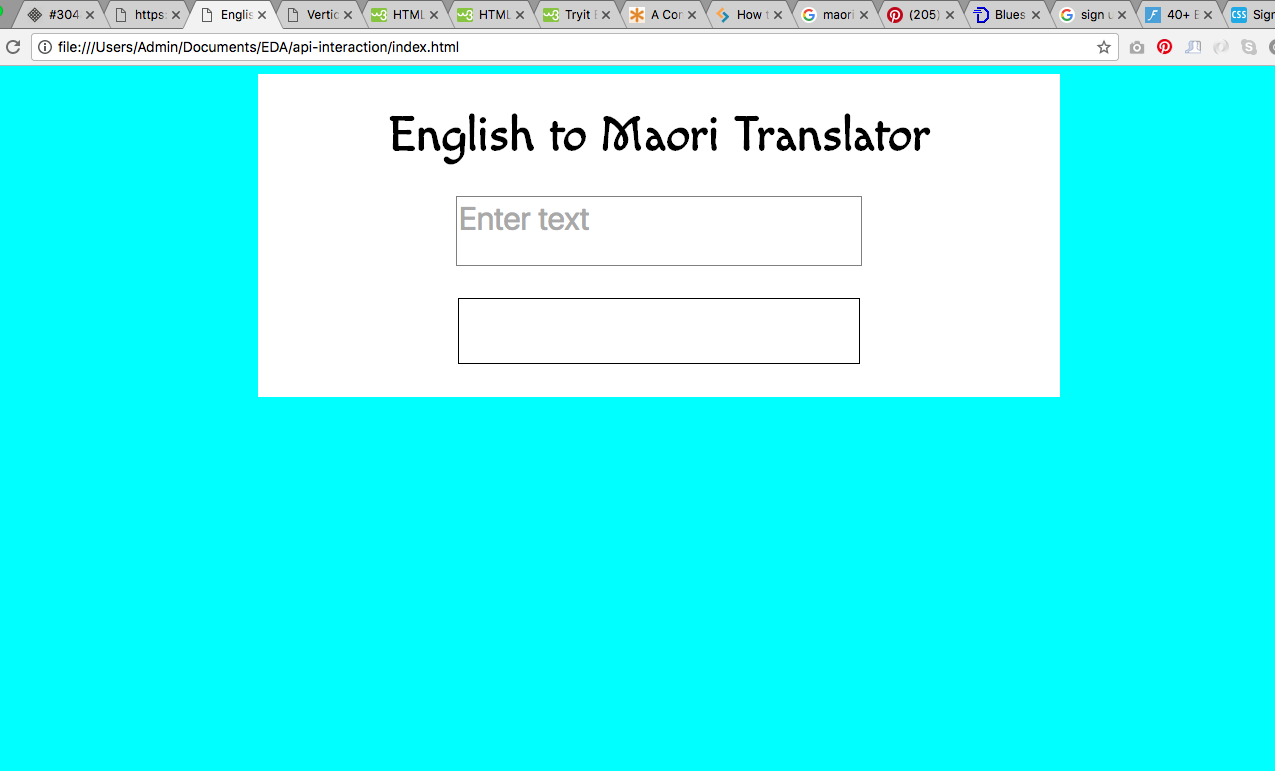 #304
https:
Englis
Vertic
HTML
HTML
Tryit
A Cor
How
maori
(205)
Blues
sign u
40+
CSS
Sign
file:///Users/Admin/Documents/EDA/api-interaction/index.html
English to Maori Translator
Enter text